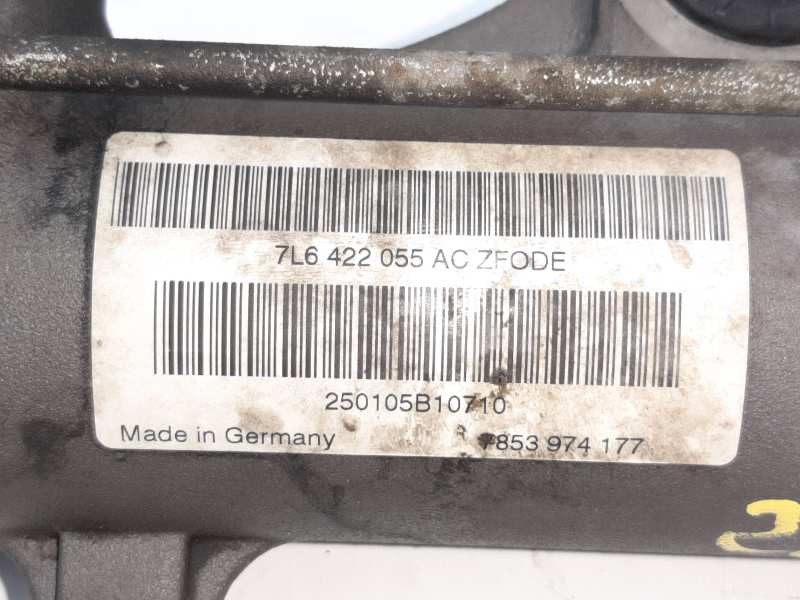 7L6 422 055 AC ZFODE
250105B10710
Made in Germany 7853 974 177